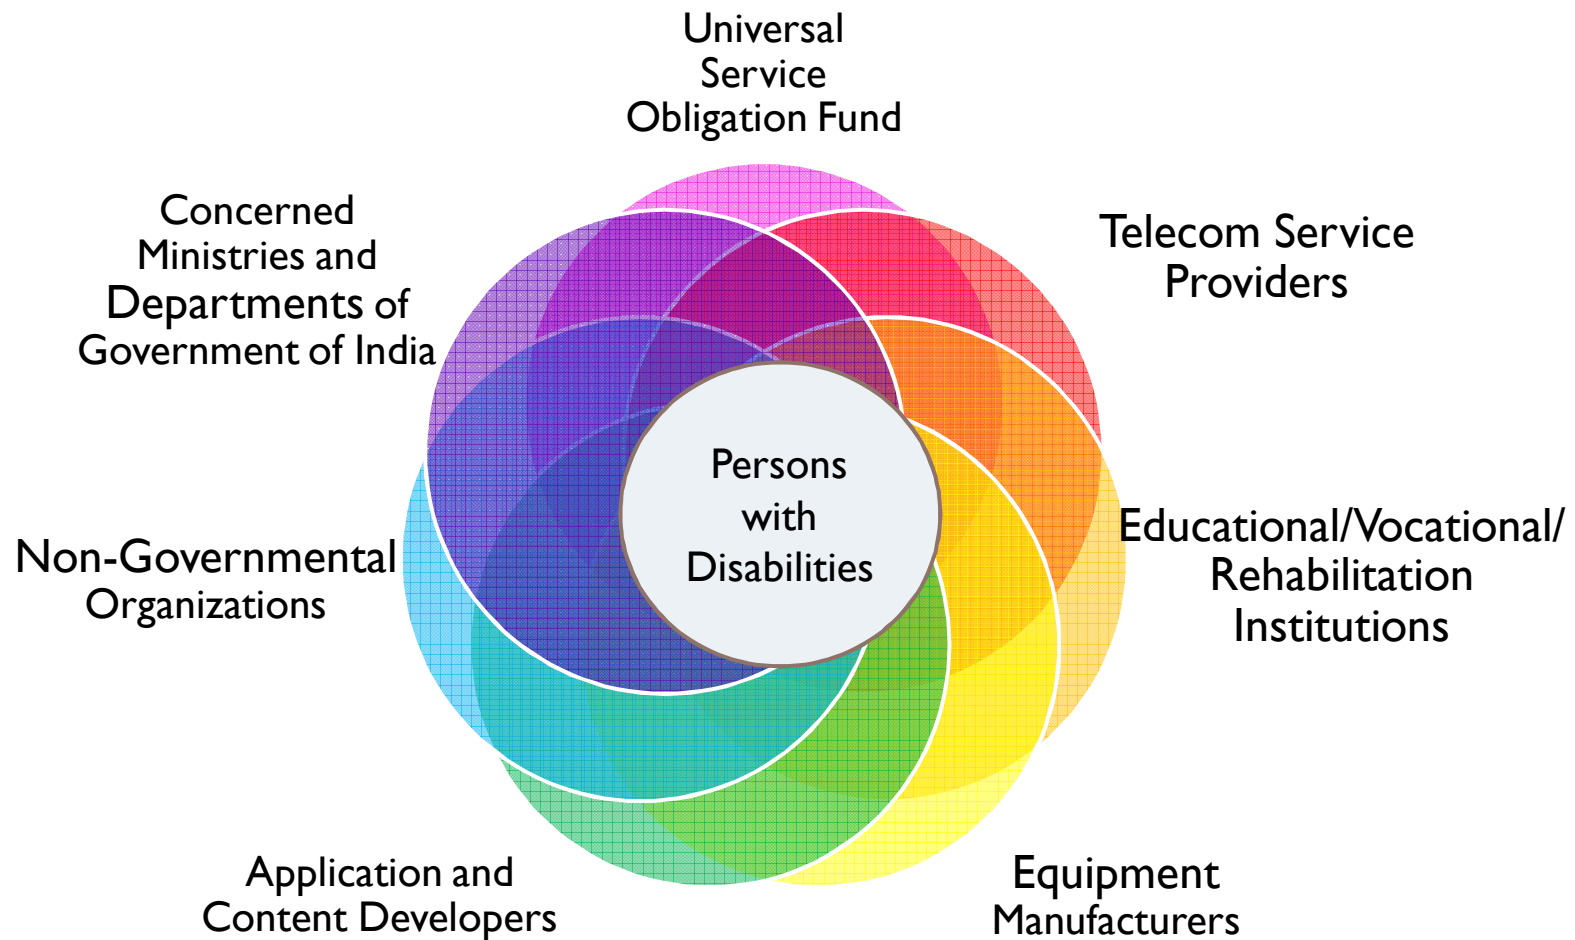 Universal
Service
Obligation Fund
Telecom Service
Providers
Educational/Vocational/
Rehabilitation
Institutions
Equipment
Manufacturers
Application and
Content Developers
Non-Governmental
Organizations
Concerned
Ministries and
Departments of
Government of India
Persons
with
Disabilities